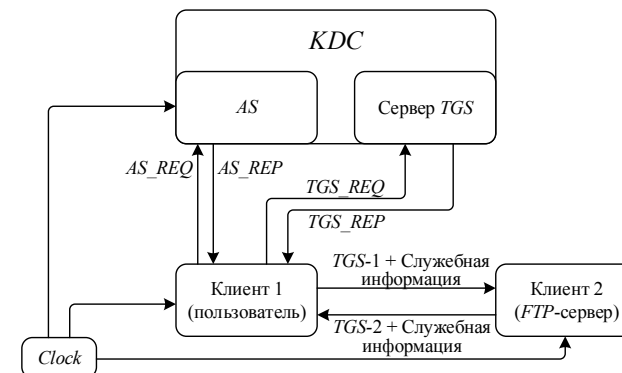 KDC
AS
Сервер TGS
AS_REQ
AS_REP
TGS_REQ
TGS_REP
TGS-1 + Служебная
информация
Клиент 1
(пользователь)
Клиент 2
(FTP-сервер)
TGS-2 + Служебная
информация
Clock